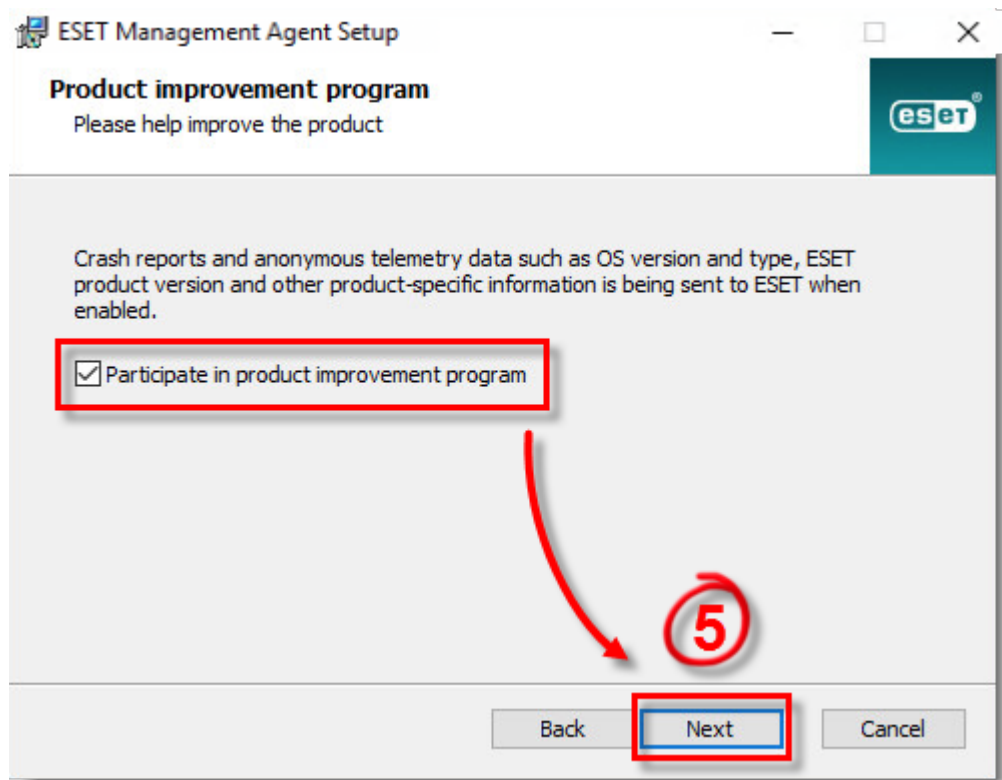 ESET Management Agent Setup
Product improvement program
Please help improve the product
eset®
Crash reports and anonymous telemetry data such as OS version and type, ESET
product version and other product-specific information is being sent to ESET when
enabled.
Participate in product improvement program
5
Back Next Cancel